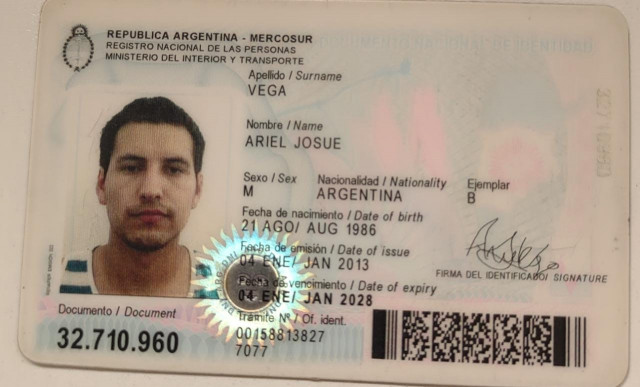 REPUBLICA ARGENTINA - MERCOSUR
REGISTRO NACIONAL DE LAS PERSONAS
MINISTERIO DEL INTERIOR Y TRANSPORTE
Apellido / Surname
VEGA
Nombre / Name
ARIEL JOSUE
Sexo / Sex Nacionalidad / Nationality Ejemplar
M ARGENTINA B
Fecha de nacimiento / Date of birth
21 AGO/ AUG 1986
Fecha de emisión / Date of issue
04 ENE/ JAN 2013
FIRMA DEL IDENTIFICADO/ SIGNATURE
Fecha de vencimiento / Date of expiry
04 ENE/ JAN 2028
Documento / Document
32.710.960
Trámite Nº / Of. ident.
00158813827
7077